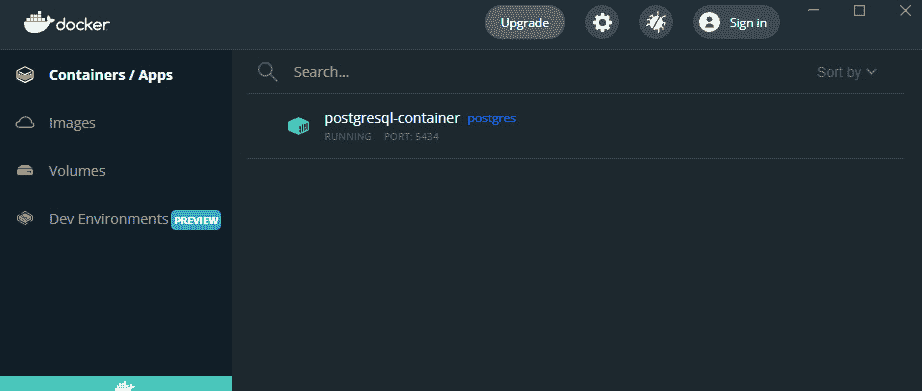 docker
Upgrade
Sign in
Containers / Apps
Images
Volumes
Dev Environments PREVIEW
Search...
Sort by
postgresql-container postgres
RUNNING PORT: 5434